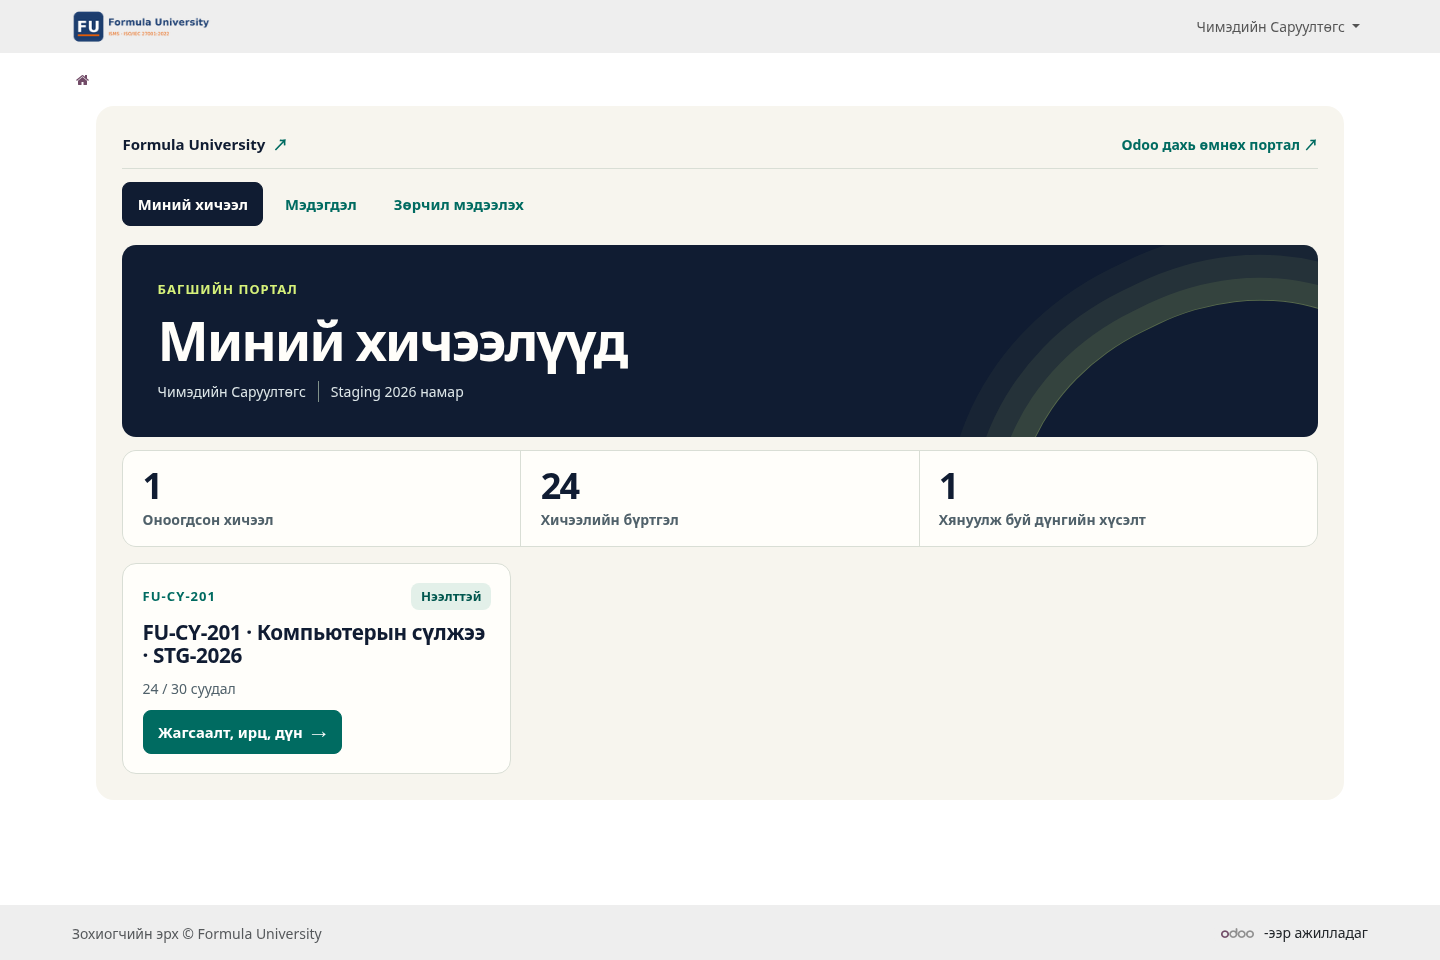 FU Formula University
Чимэдийн Саруултөгс
Formula University ↗
Odoo дахь өмнөх портал ↗
Миний хичээл
Мэдэгдэл
Зөрчил мэдээлэх
БАГШИЙН ПОРТАЛ
Миний хичээлүүд
Чимэдийн Саруултөгс
Staging 2026 намар
1
Оноогдсон хичээл
24
Хичээлийн бүртгэл
1
Хянуулж буй дүнгийн хүсэлт
FU-CY-201
Нээлттэй
FU-CY-201 · Компьютерын сүлжээ
· STG-2026
24 / 30 суудал
Жагсаалт, ирц, дүн →
Зохиогчийн эрх © Formula University
odoo -ээр ажилладаг